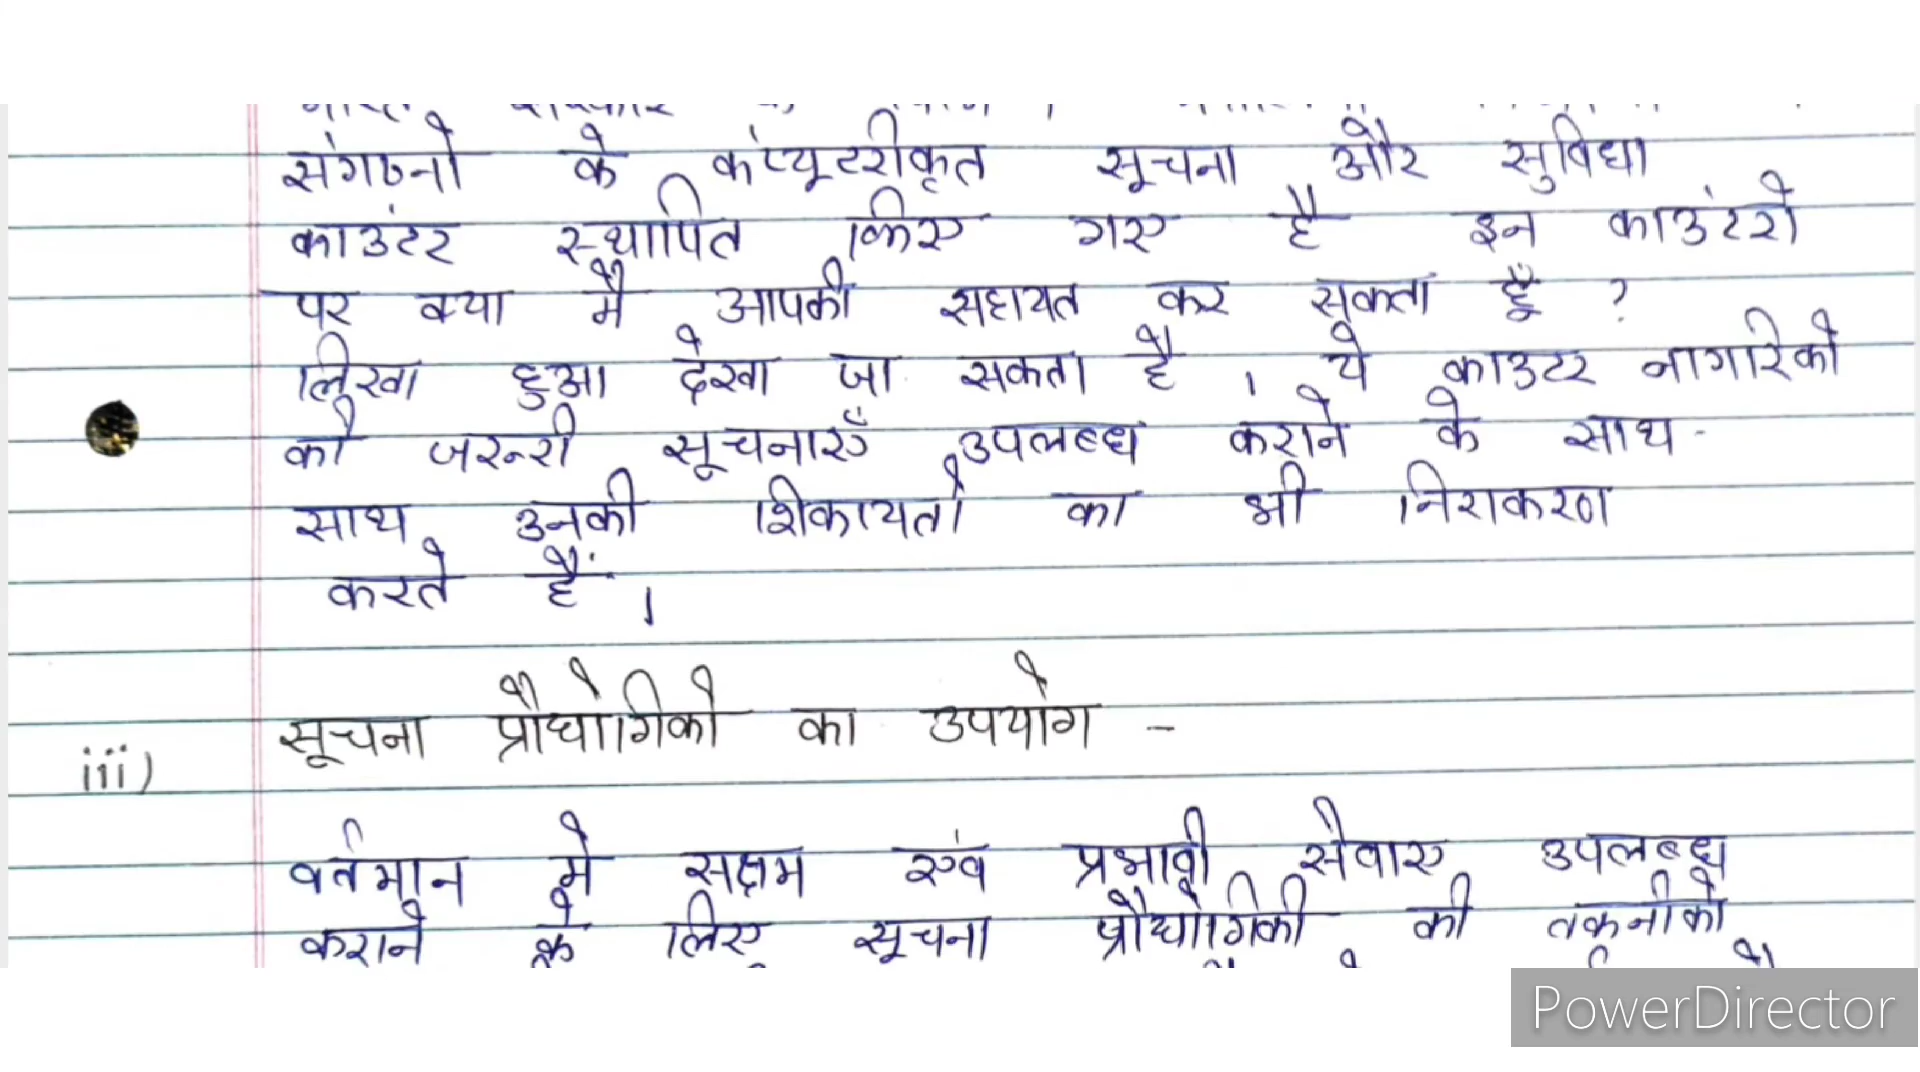 संगठनो के कंप्यूटरीकृत सूचना और सुविधा
काउंटर स्थापित किए गए है इन काउंटरो
पर क्या मै आपकी सहायत कर सकता हूँ ?
लिखा हुआ देखा जा सकता है । ये काउटर नागरिको
को जरूरी सूचनाएँ उपलब्ध कराने के साथ-
साथ उनकी शिकायतो का भी निराकरण
करते हैं ।
iii) सूचना प्रौघोगिकी का उपयोग -
वर्तमान मे सक्षम एवं प्रभावी सेवाए उपलब्ध
कराने के लिए सूचना प्रौघोगिकी की तकनीको
PowerDirector